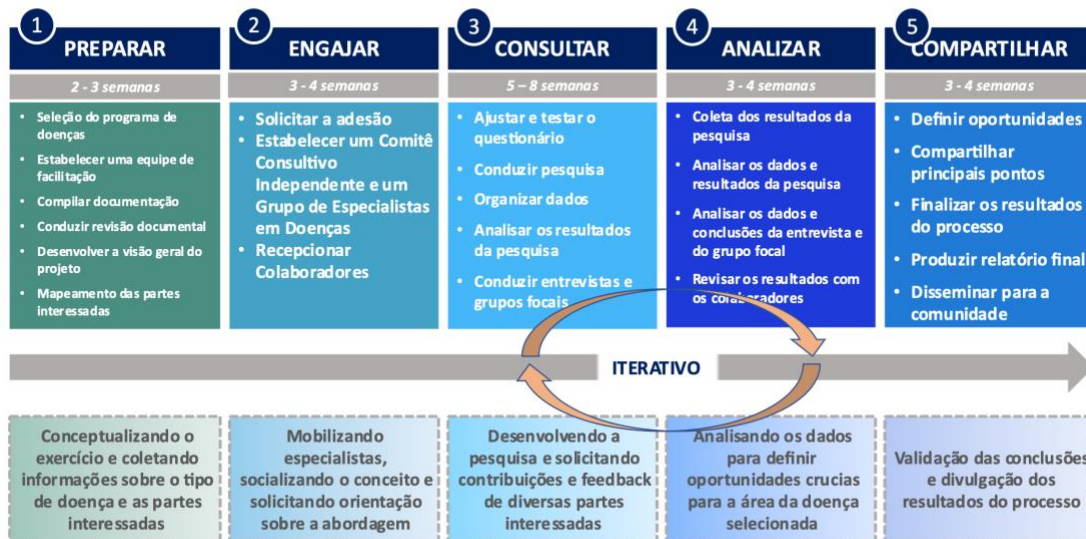 1
PREPARAR
2 - 3 semanas
• Seleção do programa de
doenças
• Estabelecer uma equipe de
facilitação
• Compilar documentação
• Conduzir revisão documental
• Desenvolver a visão geral do
projeto
• Mapeamento das partes
interessadas
2
ENGAJAR
3 - 4 semanas
• Solicitar a adesão
• Estabelecer um Comitê
Consultivo
Independente e um
Grupo de Especialistas
em Doenças
• Recepcionar
Colaboradores
3
CONSULTAR
5 – 8 semanas
• Ajustar e testar o
questionário
• Conduzir pesquisa
• Organizar dados
• Analisar os resultados
da pesquisa
• Conduzir entrevistas e
grupos focais
4
ANALIZAR
3 - 4 semanas
• Coleta dos resultados da
pesquisa
• Analisar os dados e
resultados da pesquisa
• Analisar os dados e
conclusões da entrevista e
do grupo focal
• Revisar os resultados com
os colaboradores
5
COMPARTILHAR
3 - 4 semanas
• Definir oportunidades
• Compartilhar
principais pontos
• Finalizar os resultados
do processo
• Produzir relatório final
• Disseminar para a
comunidade
ITERATIVO
Conceptualizando o
exercício e coletando
informações sobre o tipo
de doença e as partes
interessadas
Mobilizando
especialistas,
socializando o conceito e
solicitando orientação
sobre a abordagem
Desenvolvendo a
pesquisa e solicitando
contribuições e feedback
de diversas partes
interessadas
Analisando os dados
para definir
oportunidades crucias
para a área da doença
selecionada
Validação das conclusões
e divulgação dos
resultados do processo